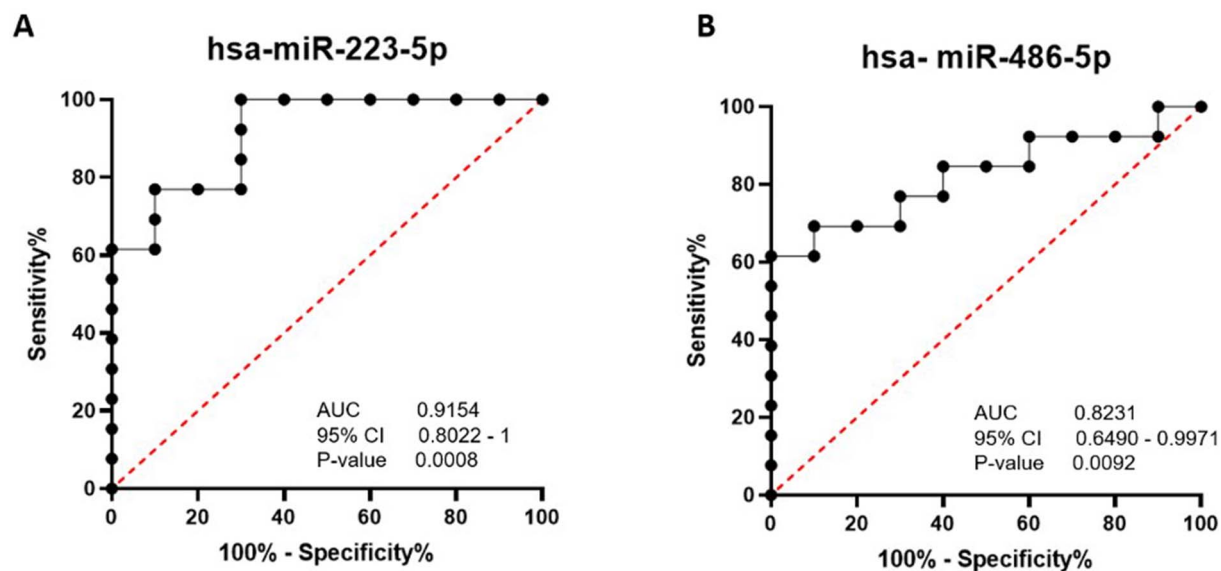 A
hsa-miR-223-5p
Sensitivity%
100
80
60
40
20
0
AUC 0.9154
95% CI 0.8022 - 1
P-value 0.0008
0 20 40 60 80 100
100% - Specificity%
B
hsa- miR-486-5p
Sensitivity%
100
80
60
40
20
0
AUC 0.8231
95% CI 0.6490 - 0.9971
P-value 0.0092
0 20 40 60 80 100
100% - Specificity%